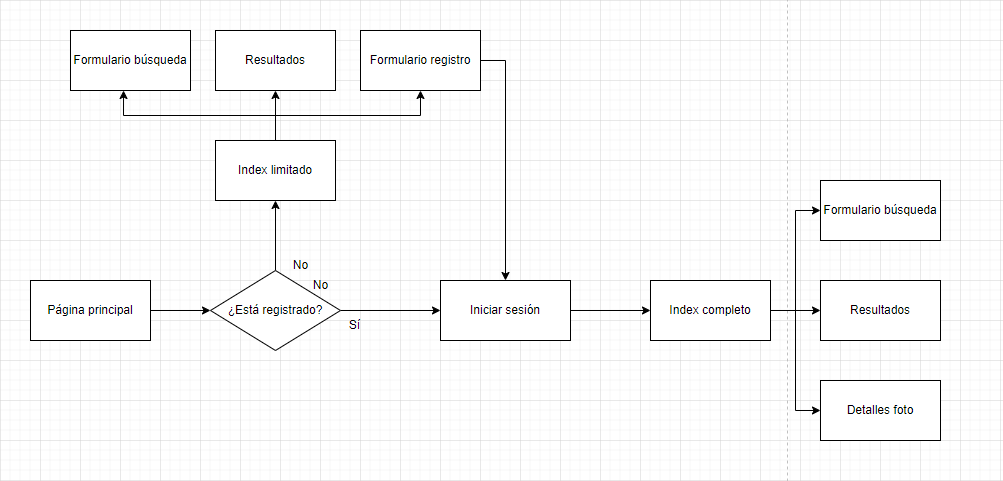 Formulario búsqueda
Resultados
Formulario registro
Index limitado
Formulario búsqueda
No
No
Página principal
¿Está registrado?
Sí
Iniciar sesión
Index completo
Resultados
Detalles foto